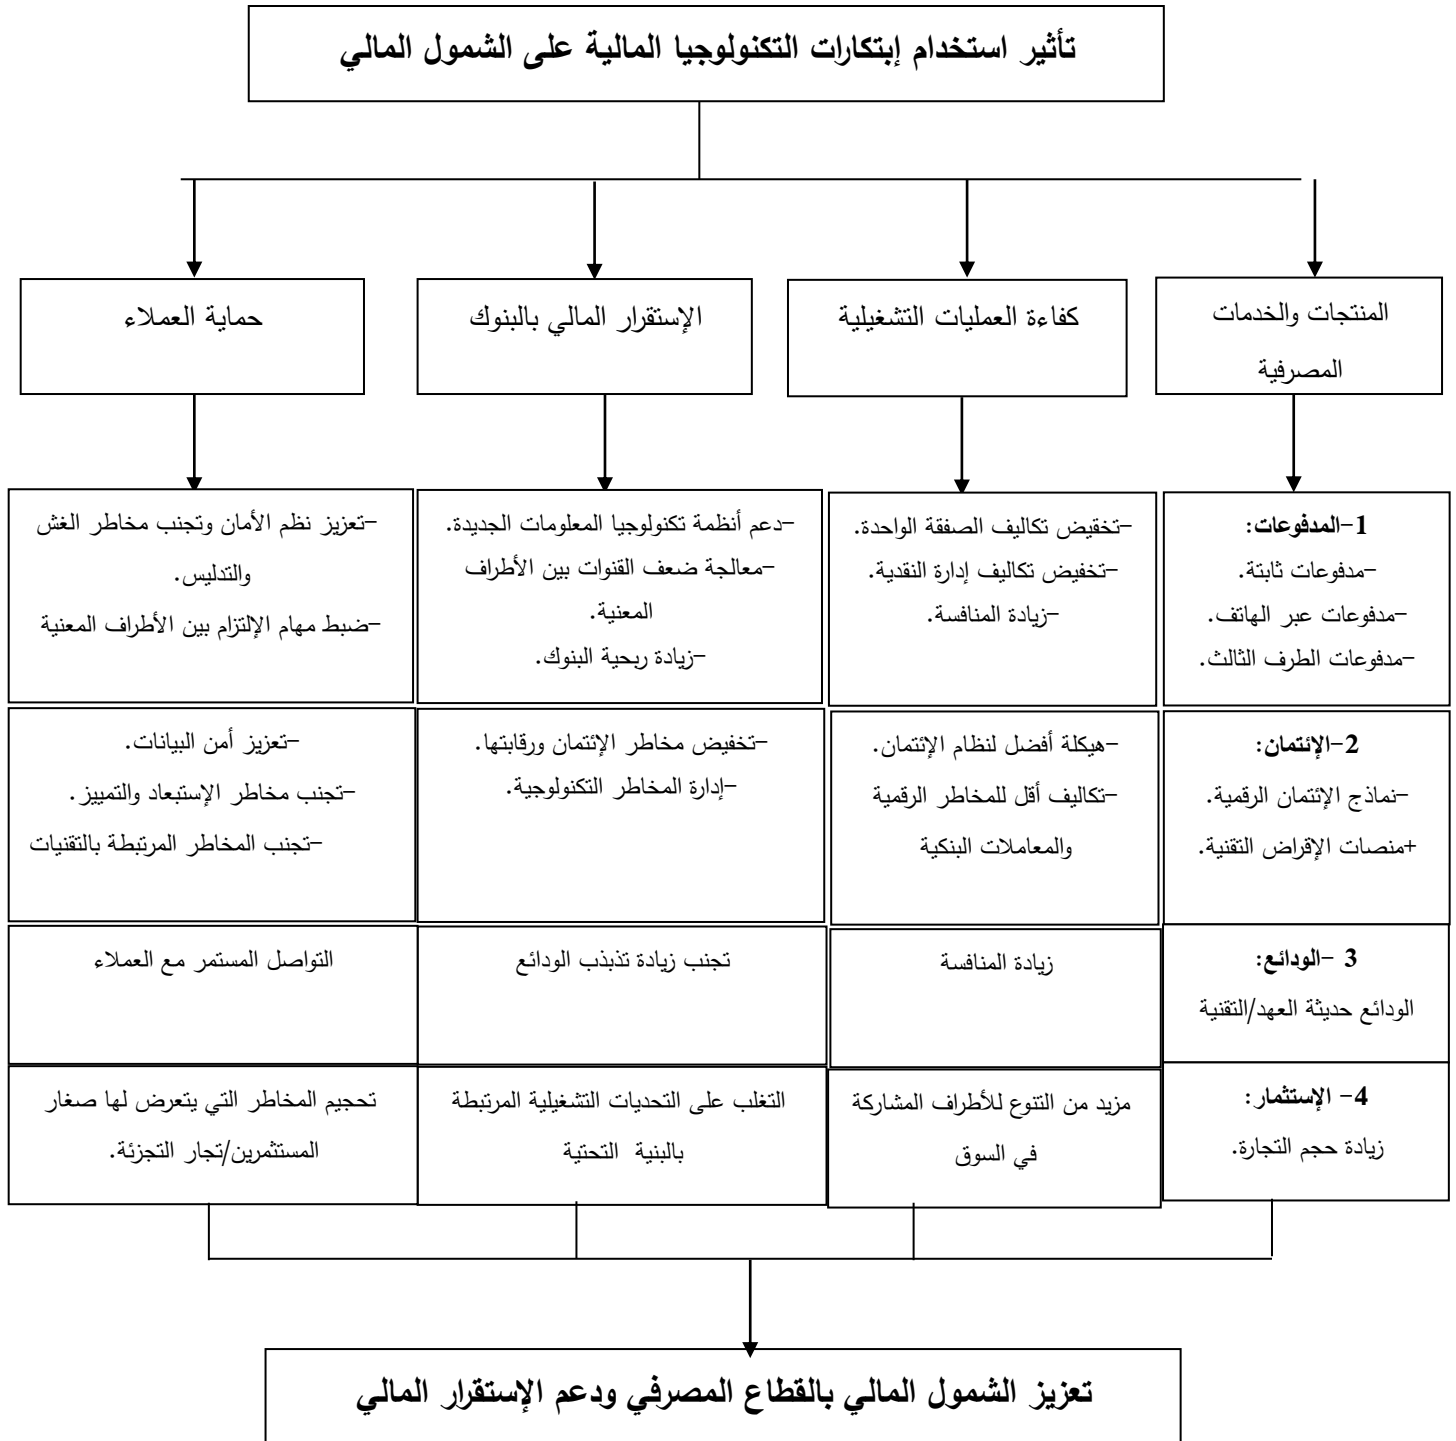 تأثير استخدام إبتكارات التكنولوجيا المالية على الشمول المالي
المنتجات والخدمات
المصرفية
كفاءة العمليات التشغيلية
الإستقرار المالي بالبنوك
حماية العملاء
1-المدفوعات:
-مدفوعات ثابتة.
-مدفوعات عبر الهاتف.
-مدفوعات الطرف الثالث.
-تخقيض تكاليف الصفقة الواحدة.
-تخفيض تكاليف إدارة النقدية.
-زيادة المنافسة.
-دعم أنظمة تكنولوجيا المعلومات الجديدة.
-معالجة ضعف القنوات بين الأطراف
المعنية.
-زيادة ربحية البنوك.
-تعزيز نظم الأمان وتجنب مخاطر الغش
والتدليس.
-ضبط مهام الإلتزام بين الأطراف المعنية
2-الإئتمان:
-نماذج الإئتمان الرقمية.
+منصات الإقراض التقنية.
-هيكلة أفضل لنظام الإئتمان.
-تكاليف أقل للمخاطر الرقمية
والمعاملات البنكية
-تخفيض مخاطر الإئتمان ورقابتها.
-إدارة المخاطر التكنولوجية.
-تعزيز أمن البيانات.
-تجنب مخاطر الإستبعاد والتمييز.
-تجنب المخاطر المرتبطة بالتقنيات
3 -الودائع:
الودائع حديثة العهد/التقنية
زيادة المنافسة
تجنب زيادة تذبذب الودائع
التواصل المستمر مع العملاء
4- الإستثمار:
زيادة حجم التجارة.
مزيد من التنوع للأطراف المشاركة
في السوق
التغلب على التحديات التشغيلية المرتبطة
بالبنية التحتية
تحجيم المخاطر التي يتعرض لها صغار
المستثمرين/تجار التجزئة.
تعزيز الشمول المالي بالقطاع المصرفي ودعم الإستقرار المالي